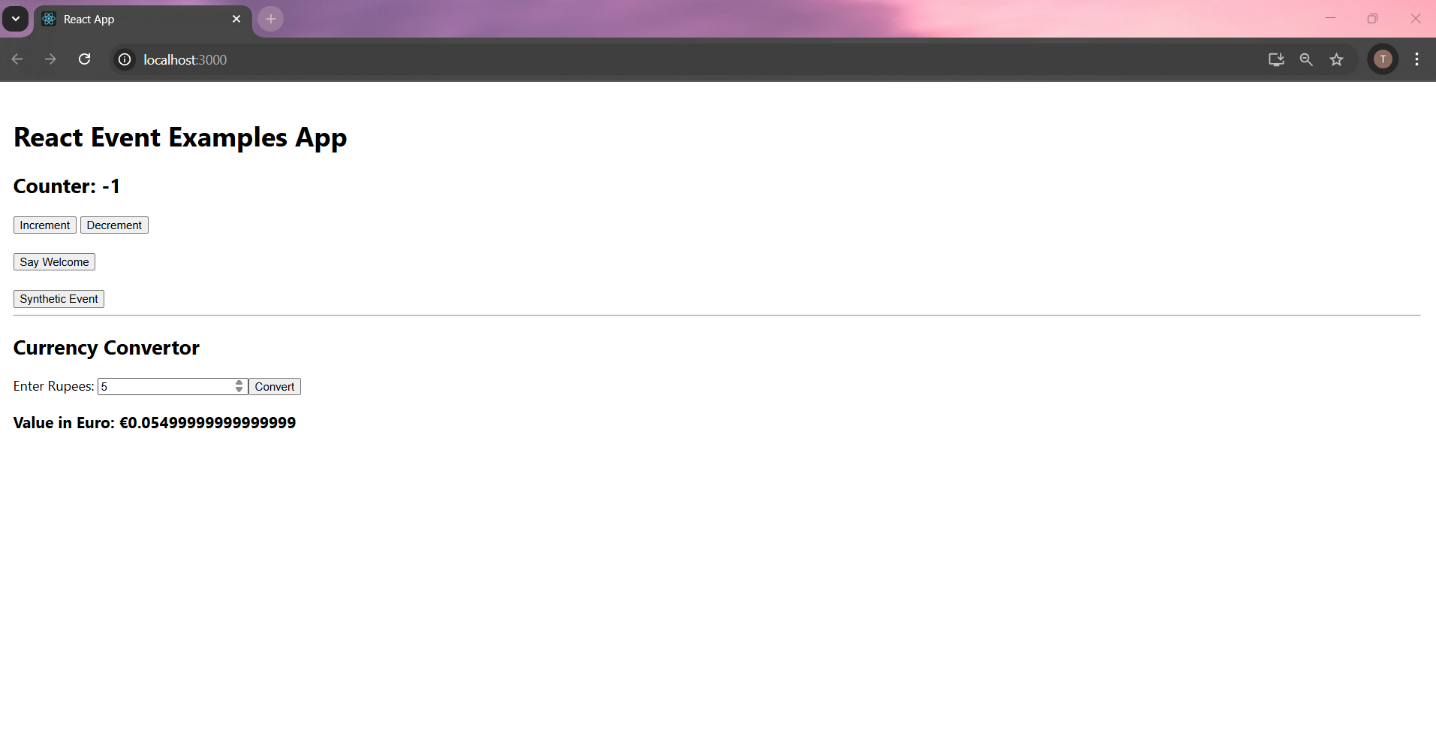 React App
localhost:3000
T
React Event Examples App
Counter: -1
Increment Decrement
Say Welcome
Synthetic Event
Currency Convertor
Enter Rupees: 5 Convert
Value in Euro: €0.05499999999999999